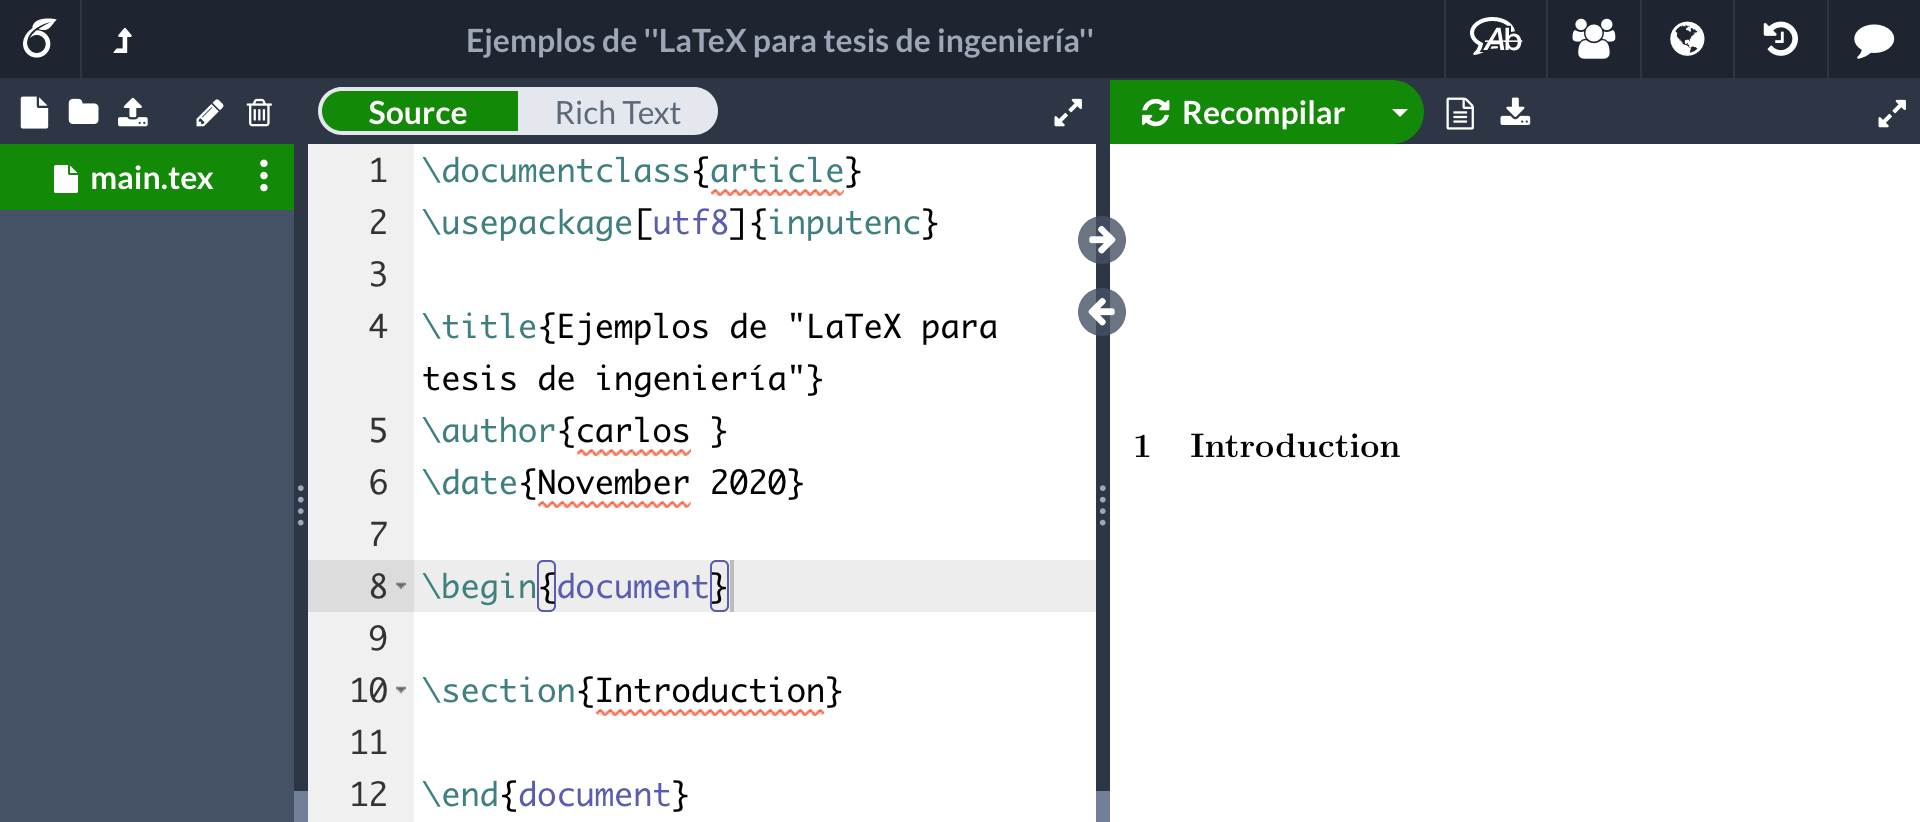 Ejemplos de ''LaTeX para tesis de ingeniería''
Ab
Source Rich Text
Recompilar
main.tex
1 \documentclass{article}
2 \usepackage[utf8]{inputenc}
3
4 \title{Ejemplos de "LaTeX para
tesis de ingeniería"}
5 \author{carlos }
6 \date{November 2020}
7
8 \begin{document}
9
10 \section{Introduction}
11
12 \end{document}
1 Introduction